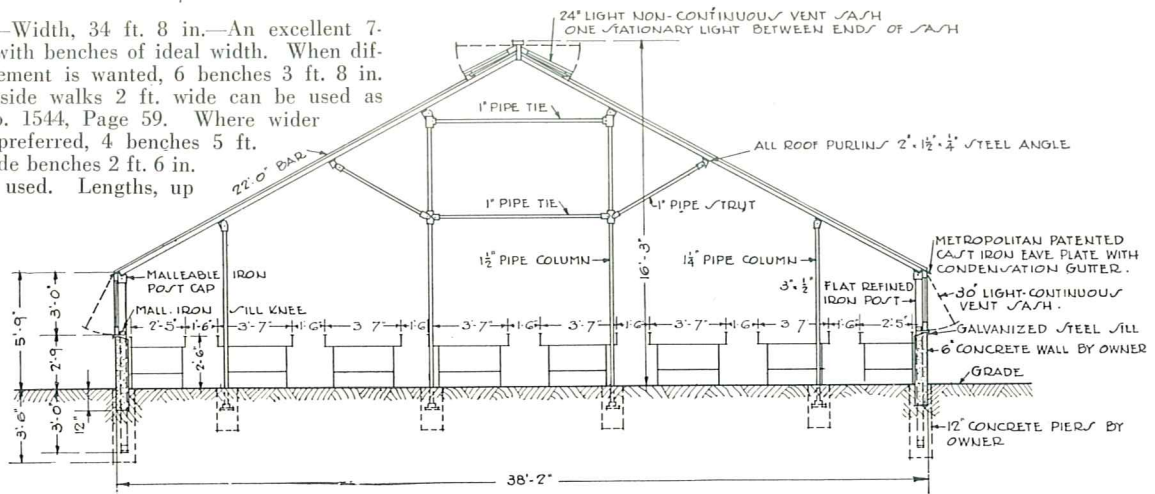 —Width, 34 ft. 8 in.—An excellent 7-
with benches of ideal width. When dif-
ement is wanted, 6 benches 3 ft. 8 in.
side walks 2 ft. wide can be used as
o. 1544, Page 59. Where wider
preferred, 4 benches 5 ft.
de benches 2 ft. 6 in.
used. Lengths, up
24" LIGHT NON-CONTINUOUS VENT SASH
ONE STATIONARY LIGHT BETWEEN ENDS OF SASH
1" PIPE TIE
ALL ROOF PURLINS 2"×1½"×¼" STEEL ANGLE
22'-0" BAR
1" PIPE TIE
1" PIPE STRUT
16'-3"
1½" PIPE COLUMN
1¼" PIPE COLUMN
METROPOLITAN PATENTED
CAST IRON EAVE PLATE WITH
CONDENSATION GUTTER.
MALLEABLE IRON
POST CAP
3"×½"
FLAT REFINED
IRON POST
30" LIGHT-CONTINUOUS
VENT SASH.
MALL. IRON SILL KNEE
5'-9"
3'-0"
2'-9"
2'-5" 1'-6" 3'-7" 1'-6" 3'-7" 1'-6" 3'-7" 1'-6" 3'-7" 1'-6" 3'-7" 1'-6" 3'-7" 1'-6" 2'-5"
2'-6"
GALVANIZED STEEL SILL
6" CONCRETE WALL BY OWNER
GRADE
3'-6"
3'-0"
12"
12" CONCRETE PIERS BY
OWNER
38'-2"